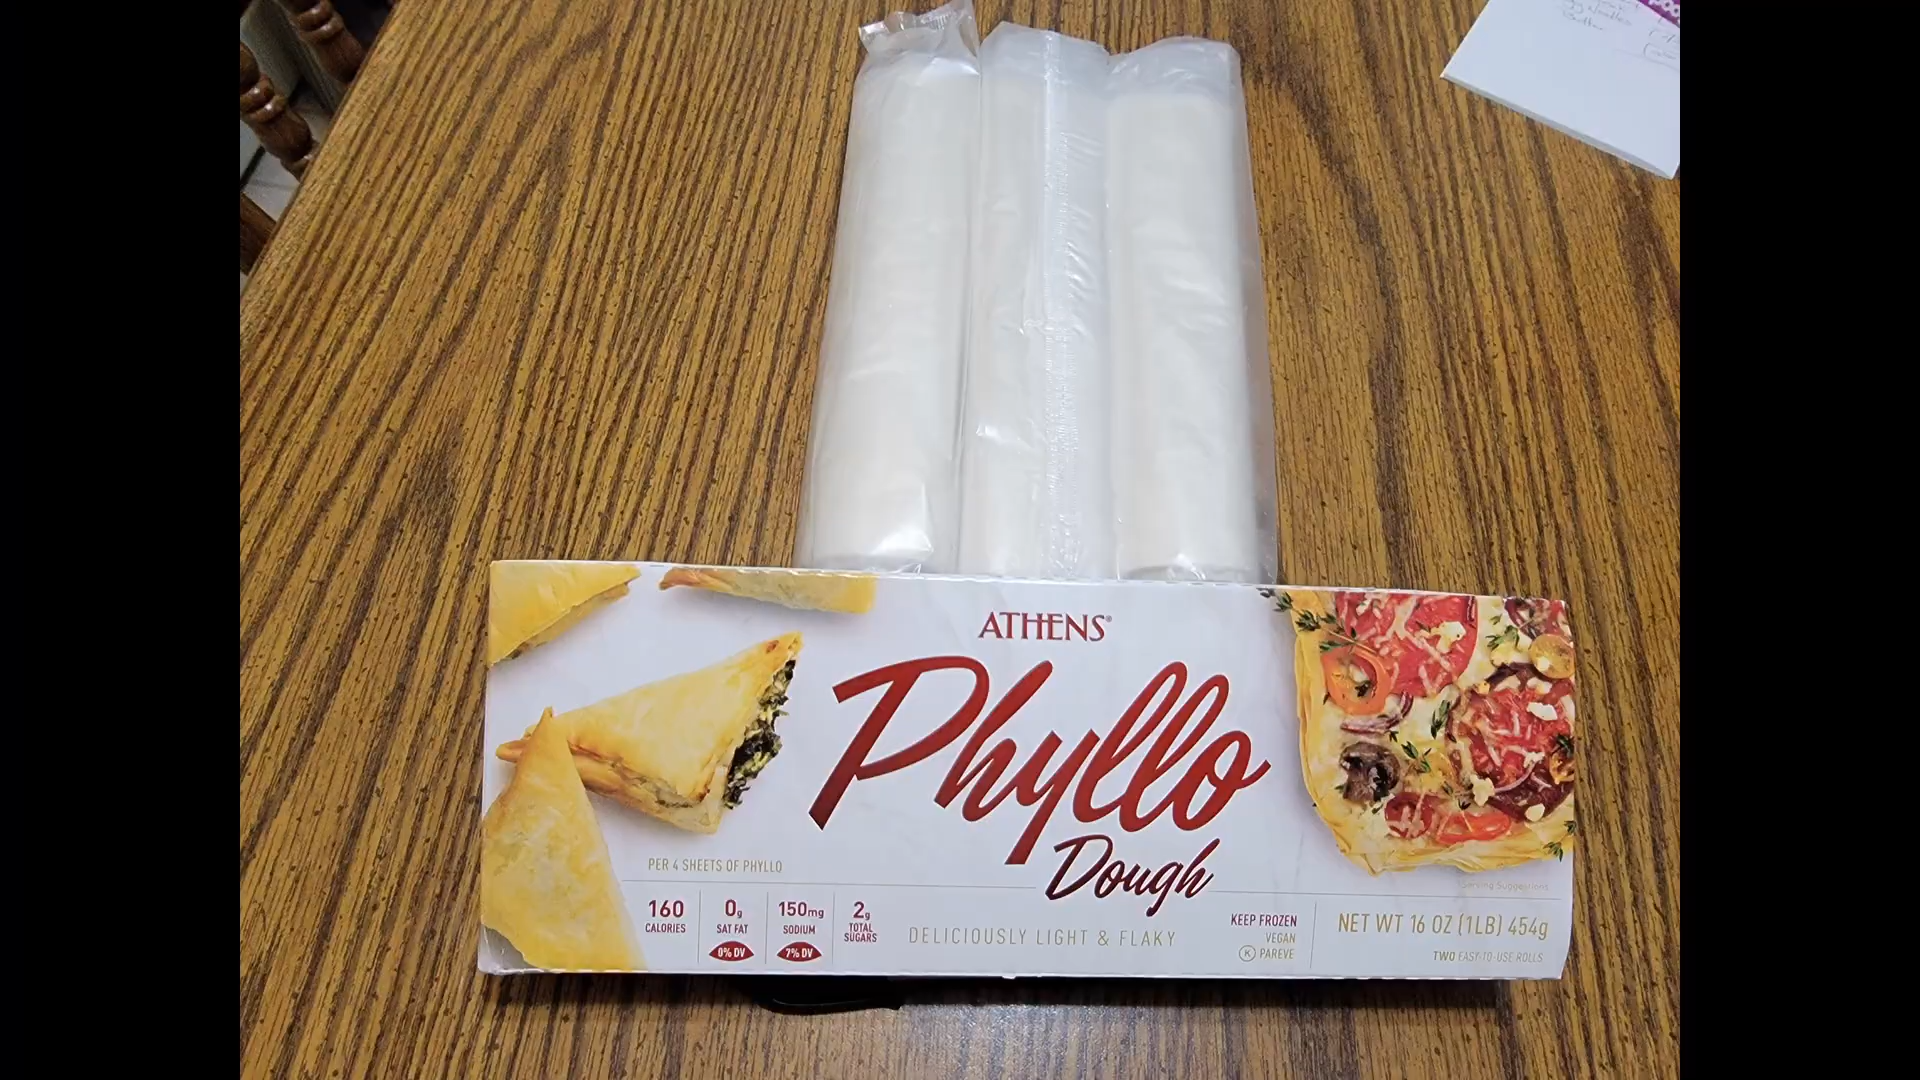 ATHENS®
Phyllo
Dough
PER 4 SHEETS OF PHYLLO
160
CALORIES
0g
SAT FAT
0% DV
150mg
SODIUM
7% DV
2g
TOTAL
SUGARS
DELICIOUSLY LIGHT & FLAKY
KEEP FROZEN
VEGAN
K PAREVE
Serving Suggestions
NET WT 16 OZ (1LB) 454g
TWO EASY-TO-USE ROLLS